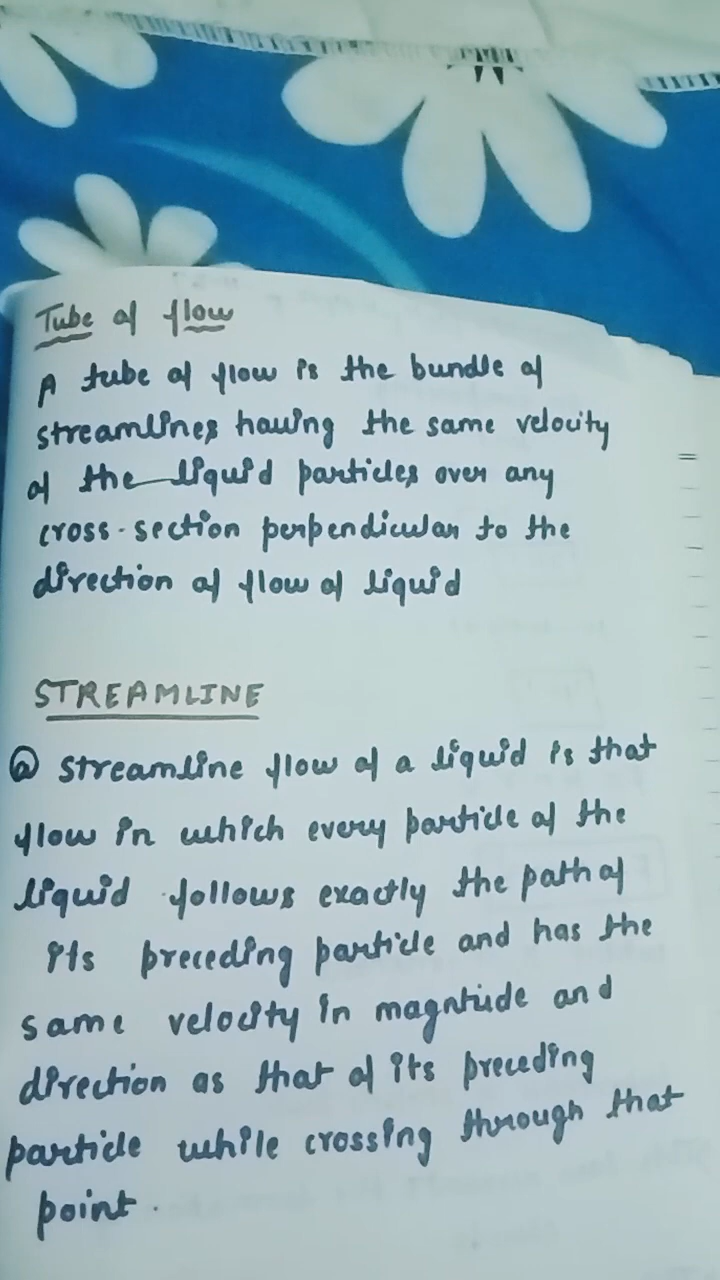 Tube of flow
A tube of flow is the bundle of
streamlines having the same velocity
of the liquid particles over any
cross-section perpendicular to the
direction of flow of liquid
STREAMLINE
@ streamline flow of a liquid is that
flow in which every particle of the
liquid follows exactly the path of
its preceding particle and has the
same velocity in magntiude and
direction as that of its preceding
particle while crossing through that
point.